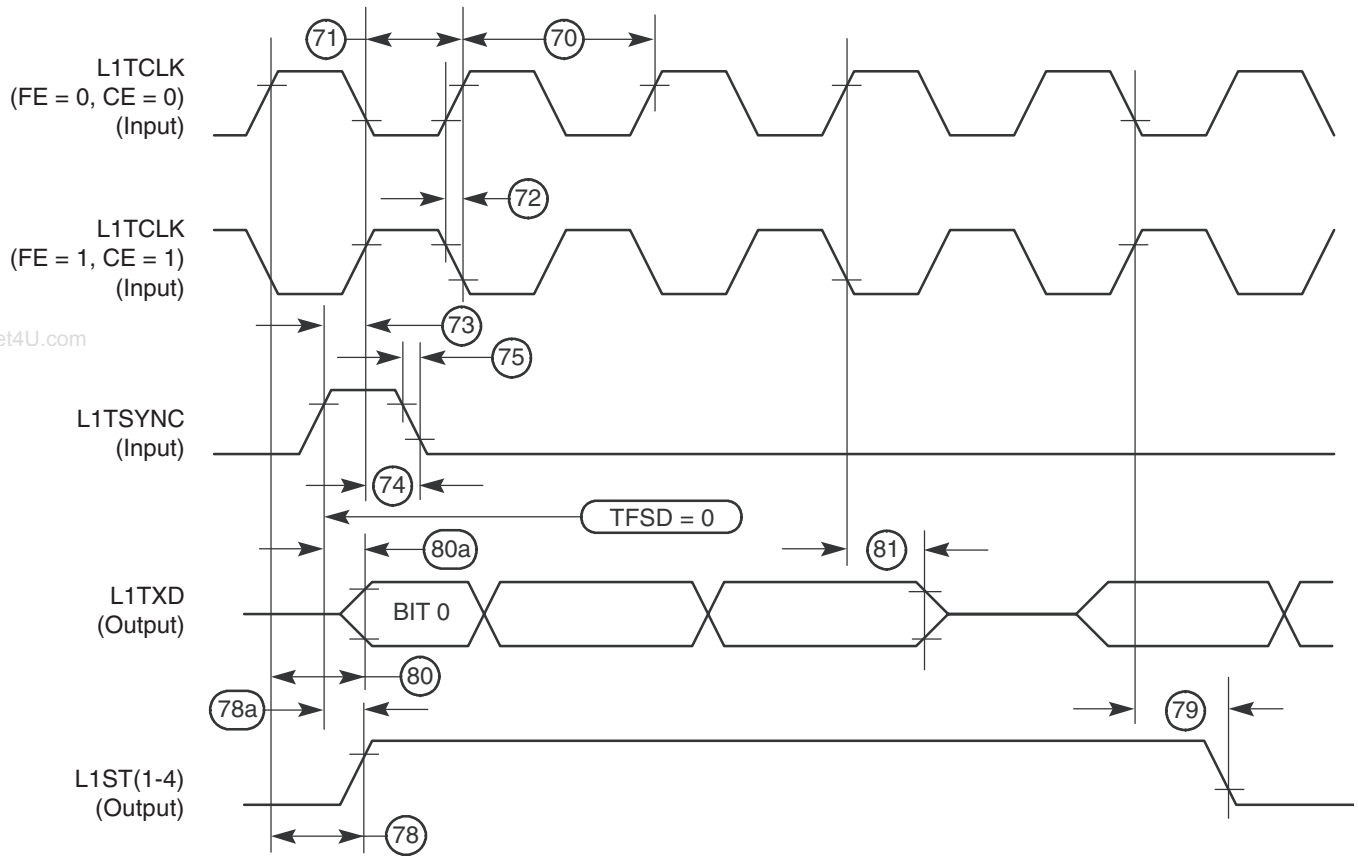 71
70
L1TCLK
(FE = 0, CE = 0)
(Input)
72
L1TCLK
(FE = 1, CE = 1)
(Input)
73
et4U.com
75
L1TSYNC
(Input)
74
TFSD = 0
80a
81
L1TXD
(Output)
BIT 0
80
78a
79
L1ST(1-4)
(Output)
78